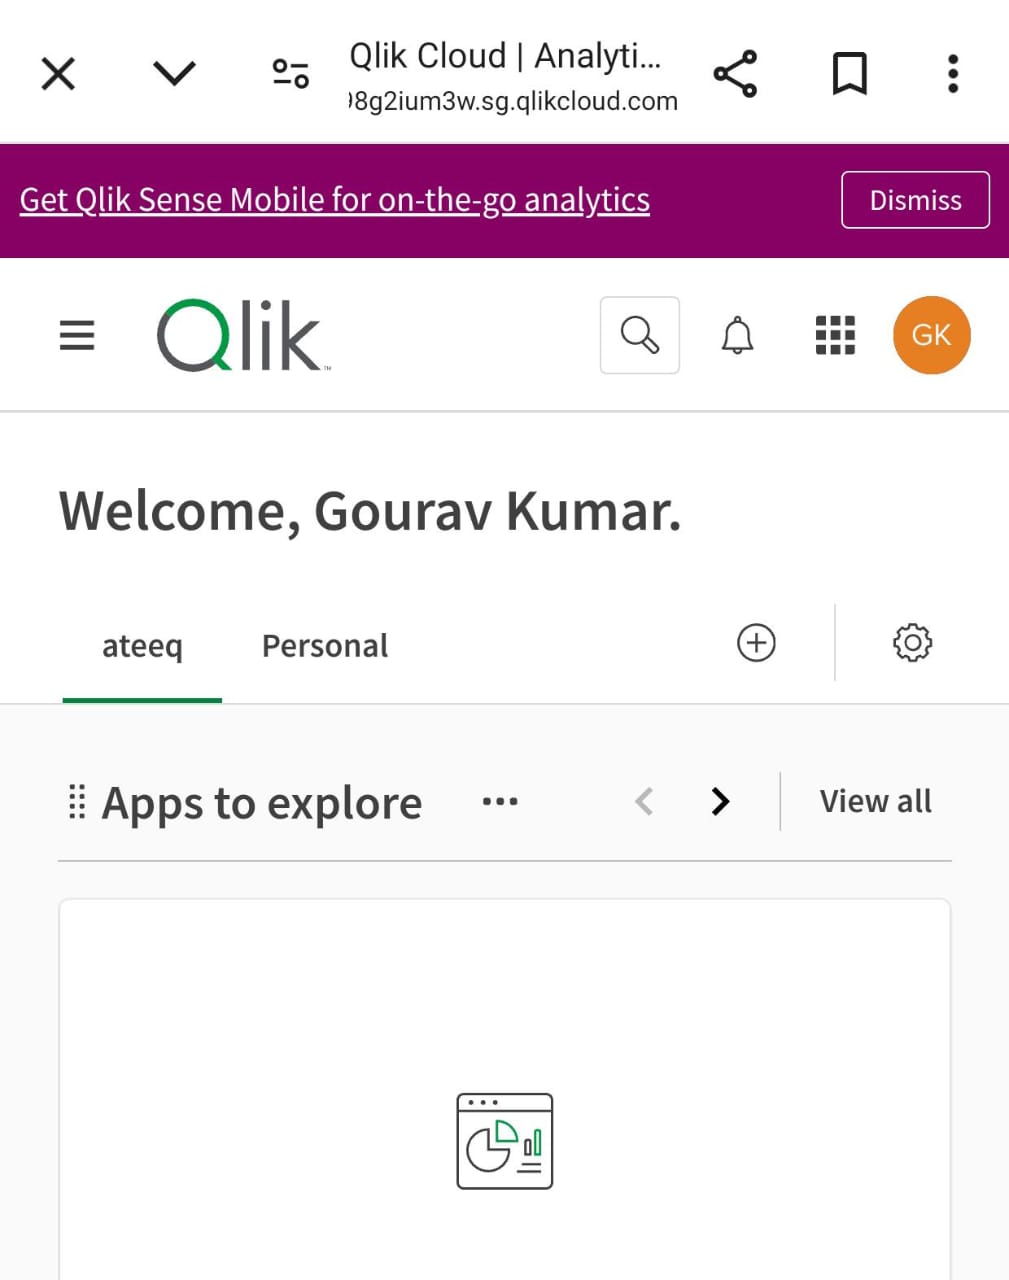 Qlik Cloud | Analyti...
98g2ium3w.sg.qlikcloud.com
Get Qlik Sense Mobile for on-the-go analytics
Dismiss
Qlik
GK
Welcome, Gourav Kumar.
ateeq Personal
Apps to explore
View all